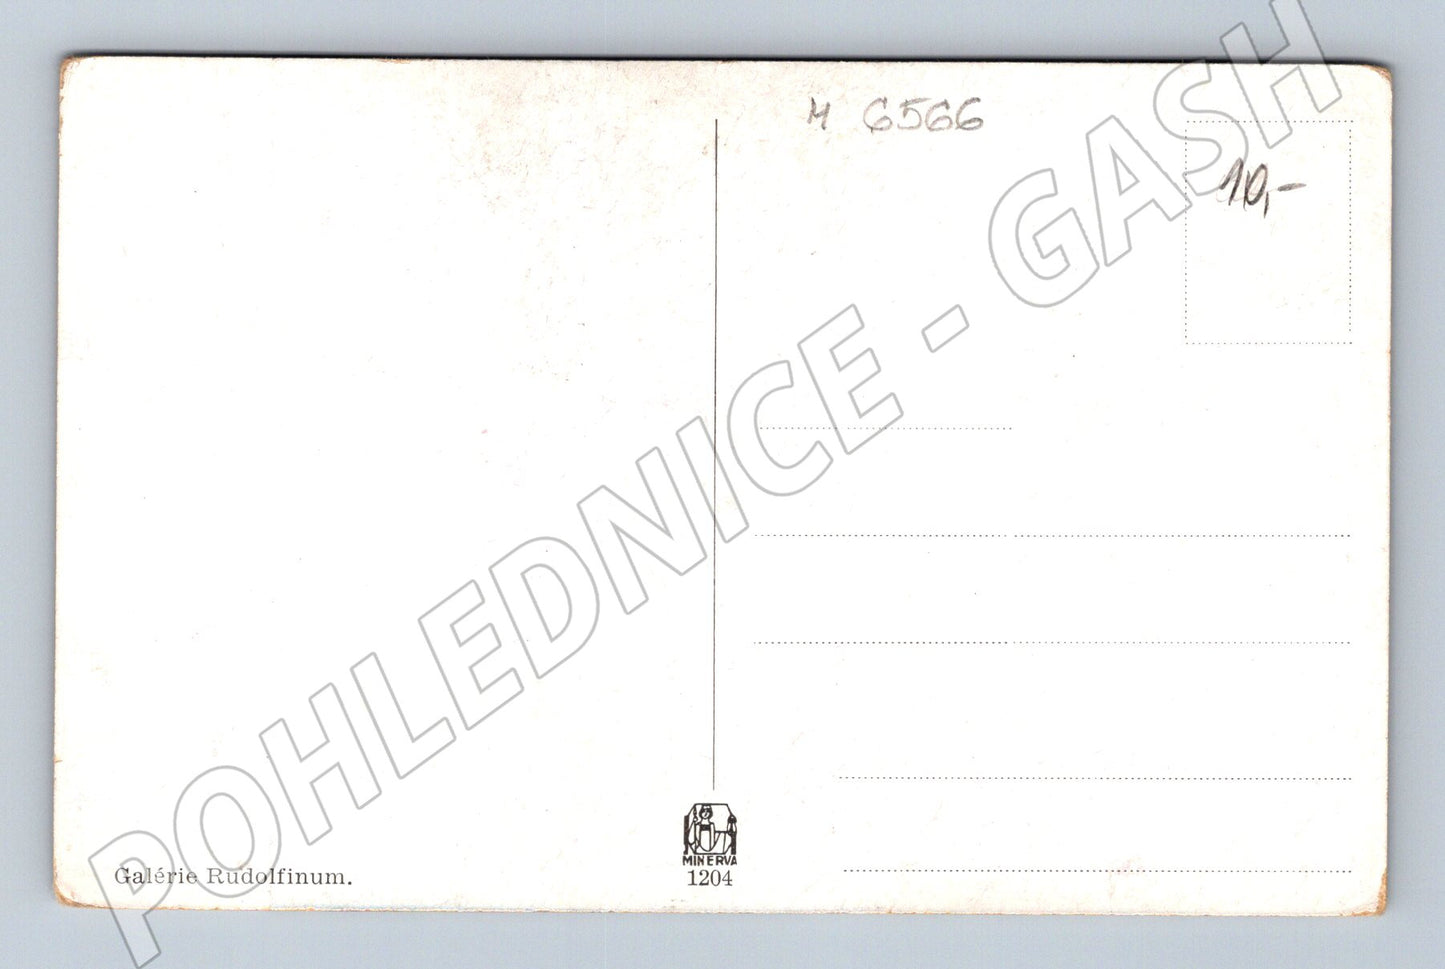 M 6566
10,-
POHLEDNICE - GASH
Galérie Rudolfinum.
MINERVA
1204